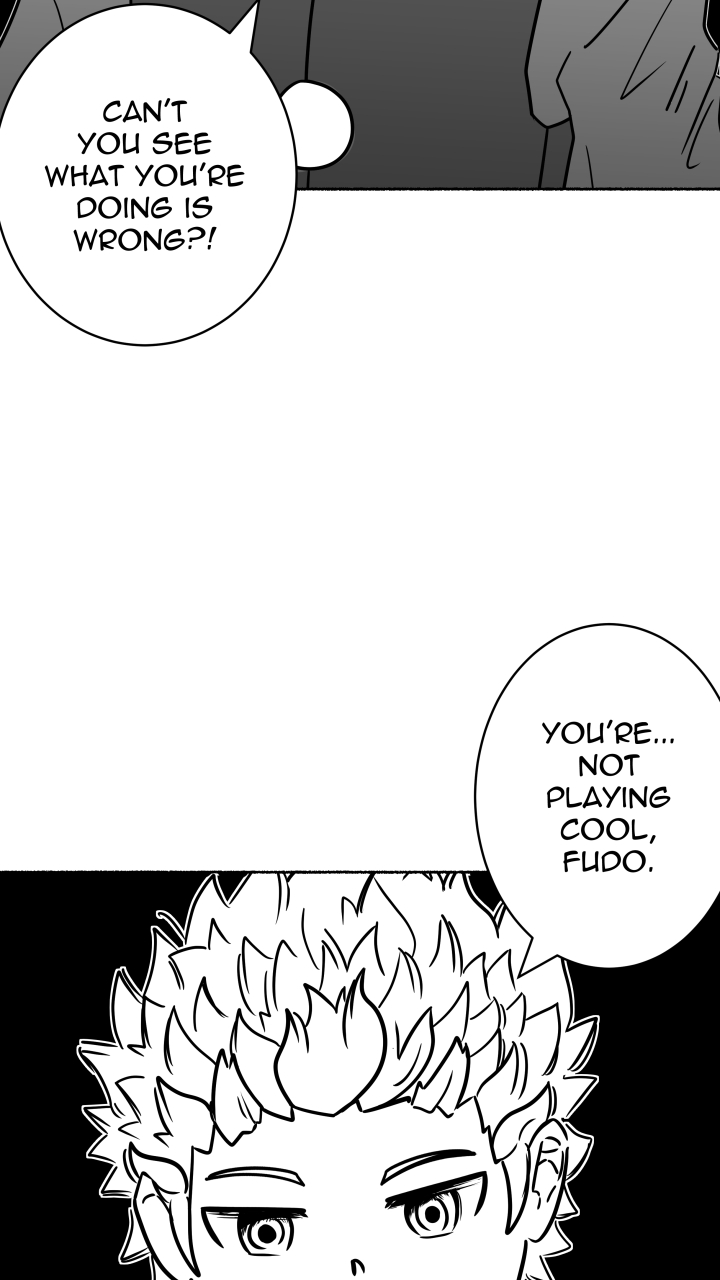 CAN'T
YOU SEE
WHAT YOU'RE
DOING IS
WRONG?!
YOU'RE...
NOT
PLAYING
COOL,
FUDO.